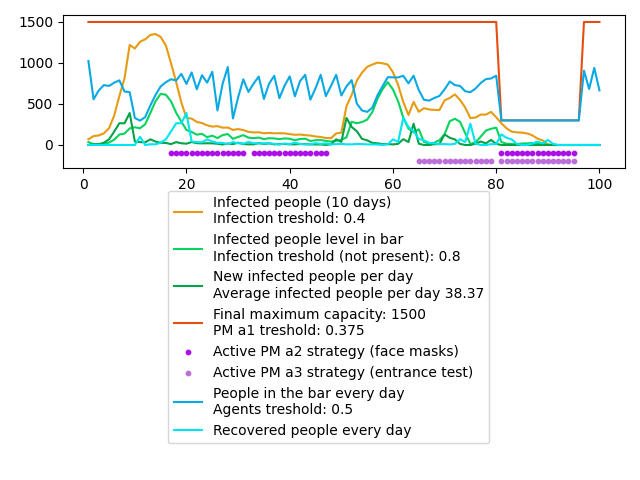 1500
1000
500
0
0
20
40
60
80
100
Infected people (10 days)
Infection treshold: 0.4
Infected people level in bar
Infection treshold (not present): 0.8
New infected people per day
Average infected people per day 38.37
Final maximum capacity: 1500
PM a1 treshold: 0.375
Active PM a2 strategy (face masks)
Active PM a3 strategy (entrance test)
People in the bar every day
Agents treshold: 0.5
Recovered people every day